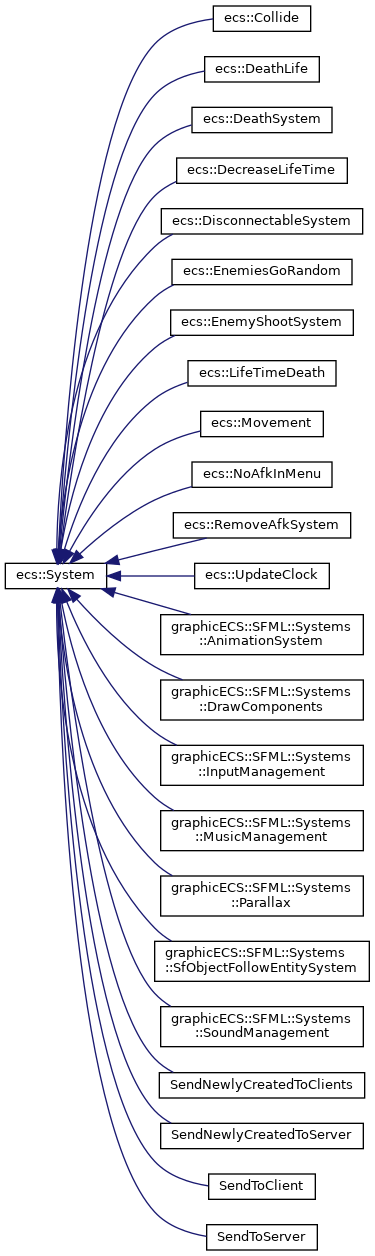 ecs::Collide
ecs::DeathLife
ecs::DeathSystem
ecs::DecreaseLifeTime
ecs::DisconnectableSystem
ecs::EnemiesGoRandom
ecs::EnemyShootSystem
ecs::LifeTimeDeath
ecs::Movement
ecs::NoAfkInMenu
ecs::RemoveAfkSystem
ecs::System
ecs::UpdateClock
graphicECS::SFML::Systems
::AnimationSystem
graphicECS::SFML::Systems
::DrawComponents
graphicECS::SFML::Systems
::InputManagement
graphicECS::SFML::Systems
::MusicManagement
graphicECS::SFML::Systems
::Parallax
graphicECS::SFML::Systems
::SfObjectFollowEntitySystem
graphicECS::SFML::Systems
::SoundManagement
SendNewlyCreatedToClients
SendNewlyCreatedToServer
SendToClient
SendToServer